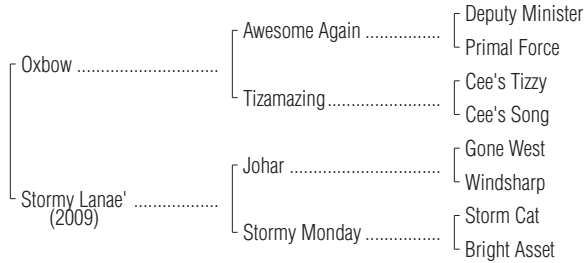 Deputy Minister
Awesome Again ..................
Primal Force
Oxbow .............................
Cee's Tizzy
Tizamazing..........................
Cee's Song
Gone West
Johar ..................................
Windsharp
Stormy Lanae' .................
(2009)
Storm Cat
Stormy Monday ..................
Bright Asset